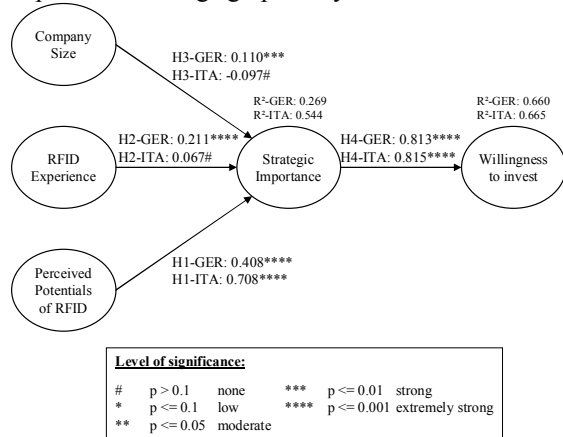 Company
Size
H3-GER: 0.110***
H3-ITA: -0.097#
R²-GER: 0.269
R²-ITA: 0.544
R²-GER: 0.660
R²-ITA: 0.665
RFID
Experience
H2-GER: 0.211****
H2-ITA: 0.067#
Strategic
Importance
H4-GER: 0.813****
H4-ITA: 0.815****
Willingness
to invest
Perceived
Potentials
of RFID
H1-GER: 0.408****
H1-ITA: 0.708****
Level of significance:
# p > 0.1 none *** p <= 0.01 strong
* p <= 0.1 low **** p <= 0.001 extremely strong
** p <= 0.05 moderate